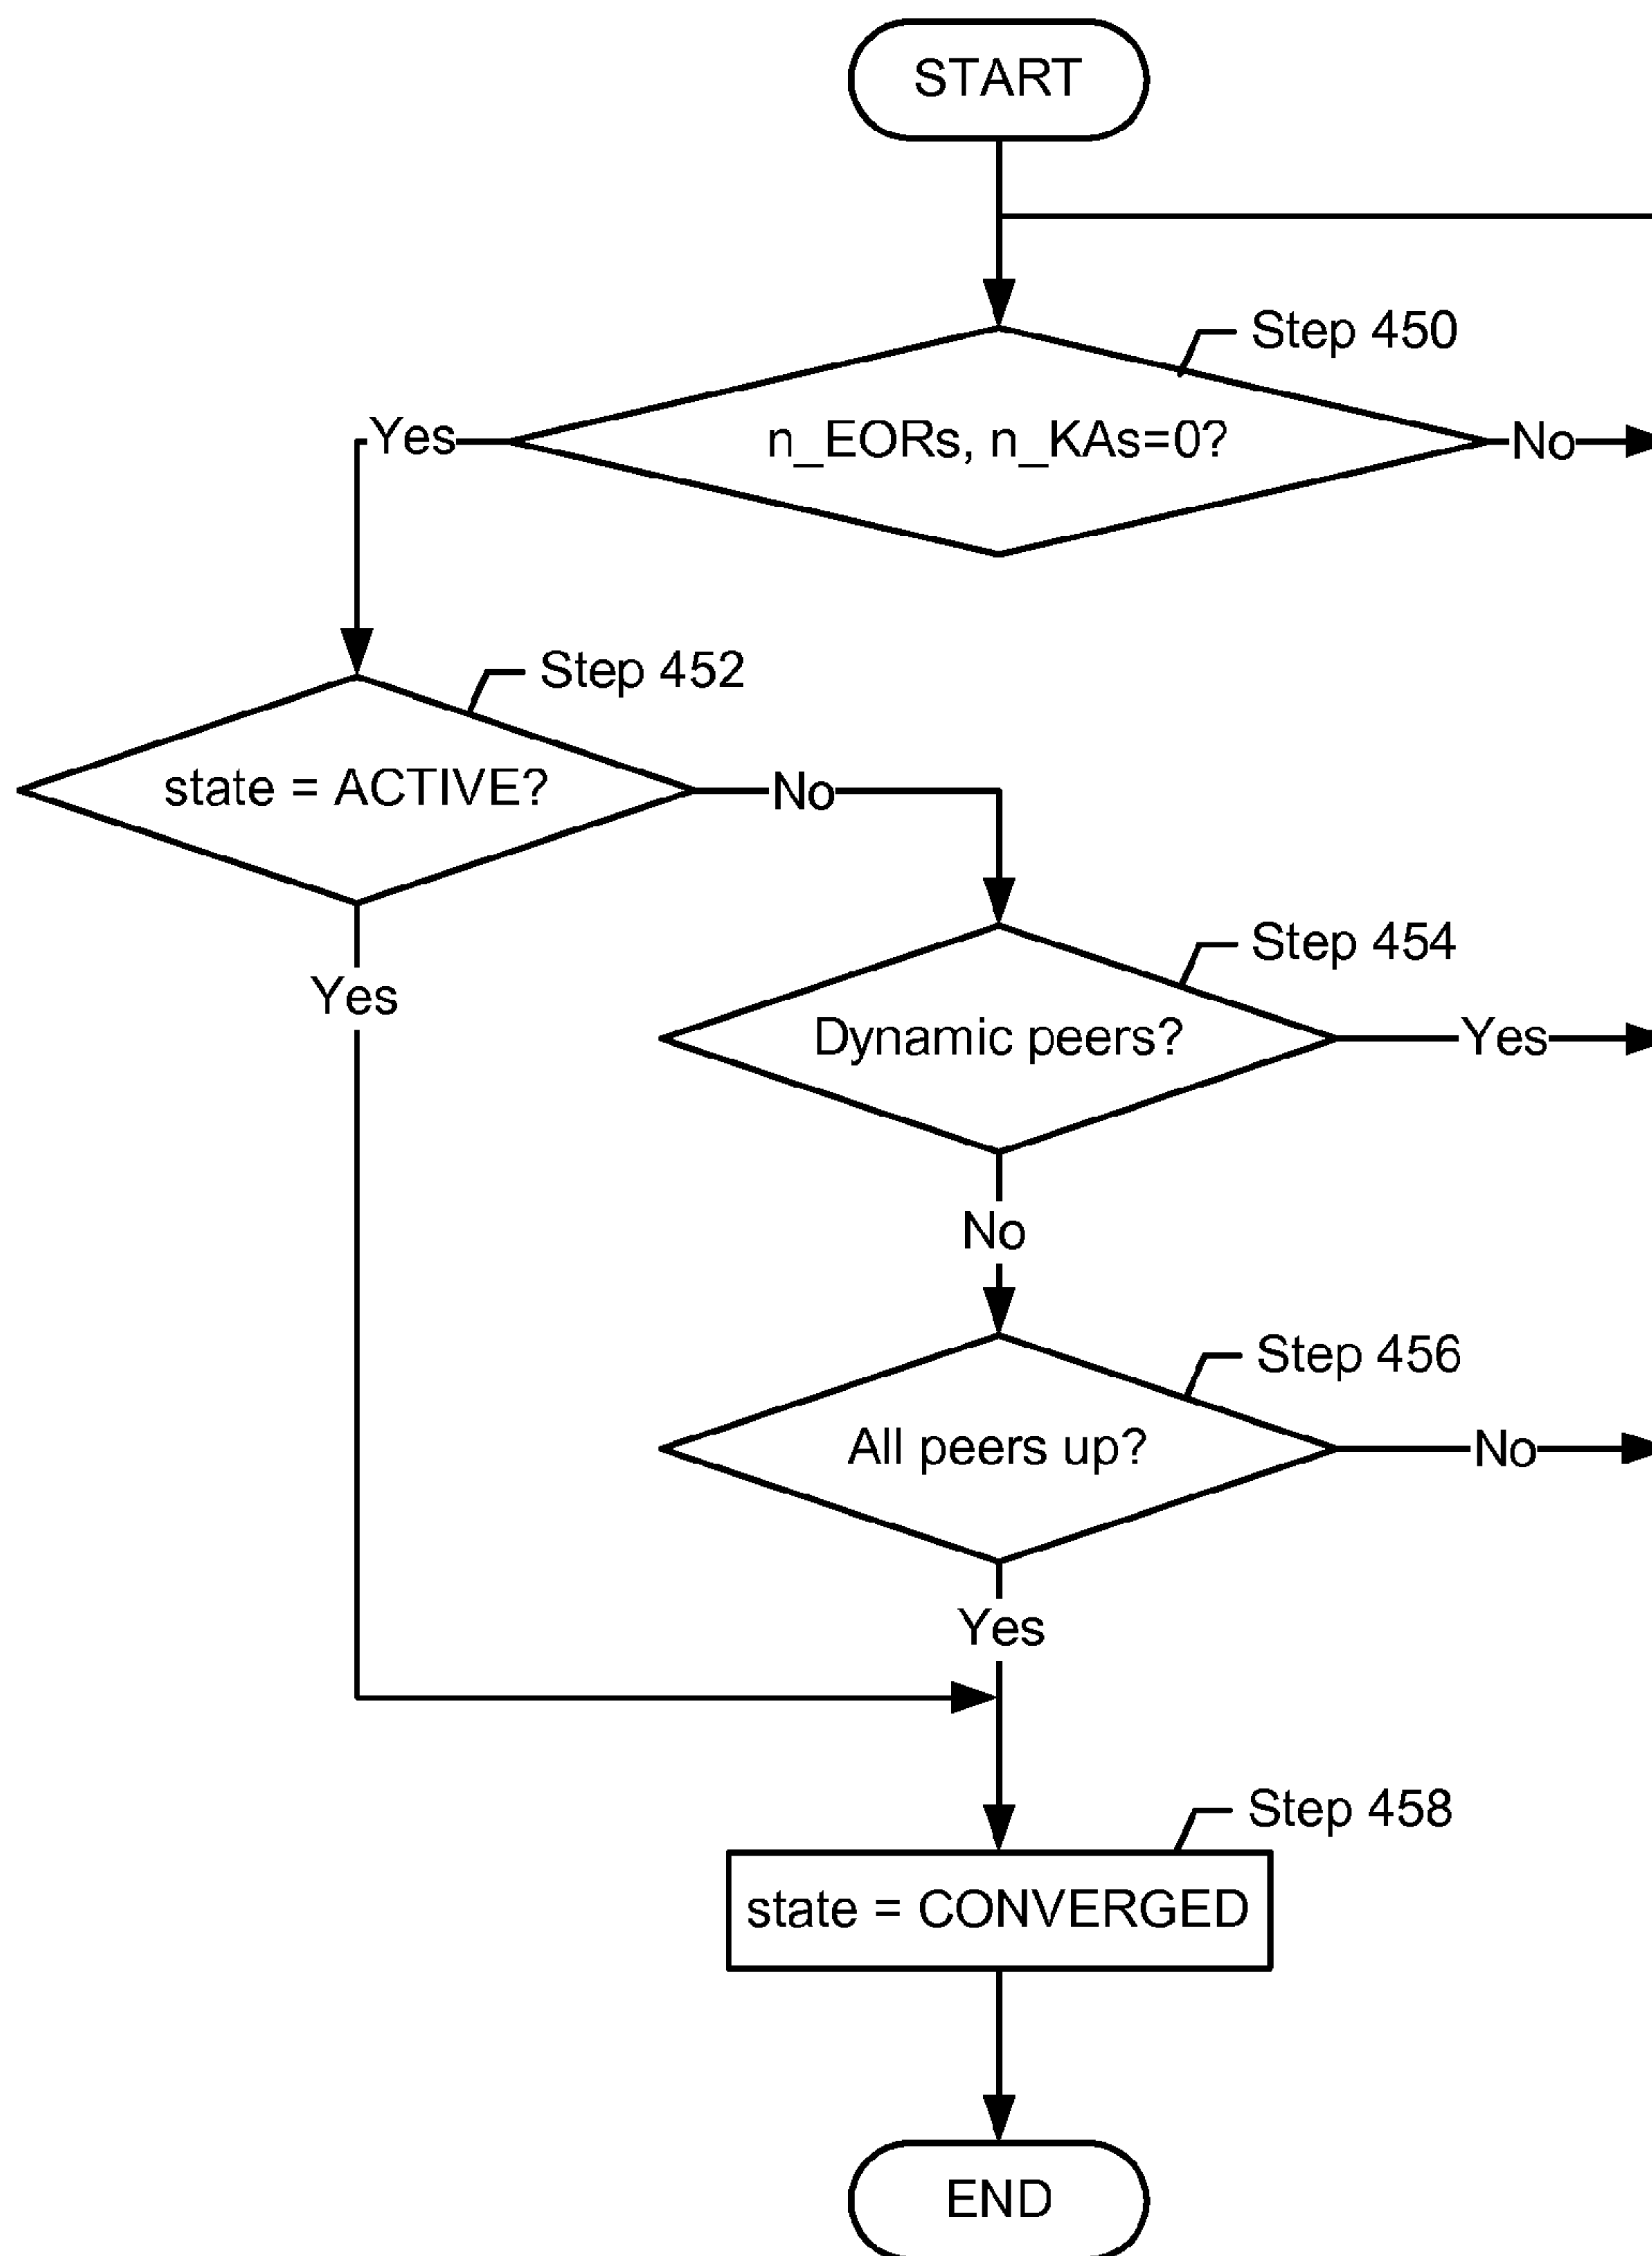 START
Step 450
Yes
n_EORs, n_KAs=0?
No
Step 452
state = ACTIVE?
No
Step 454
Yes
Dynamic peers?
Yes
No
Step 456
All peers up?
No
Yes
Step 458
state = CONVERGED
END